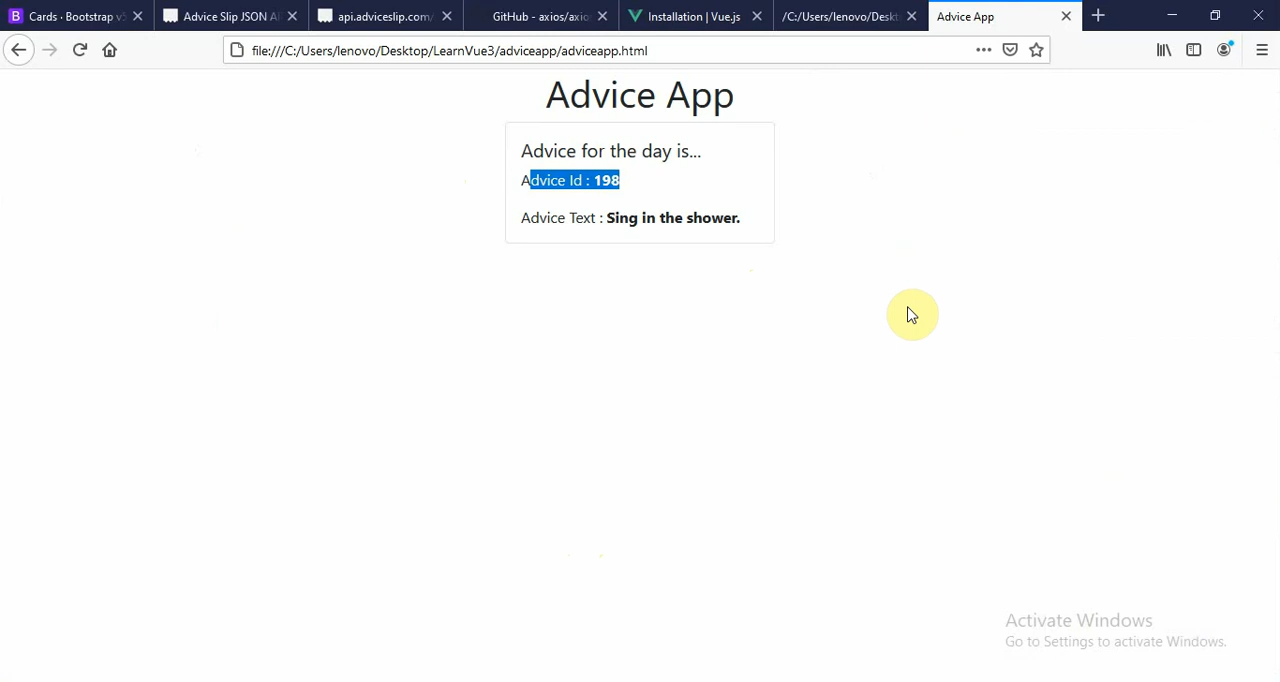 Cards · Bootstrap v5
Advice Slip JSON A
api.adviceslip.com/
GitHub - axios/axio
Installation | Vue.js
/C:/Users/lenovo/Deskt
Advice App
file:///C:/Users/lenovo/Desktop/LearnVue3/adviceapp/adviceapp.html
Advice App
Advice for the day is...
Advice Id : 198
Advice Text : Sing in the shower.
Activate Windows
Go to Settings to activate Windows.